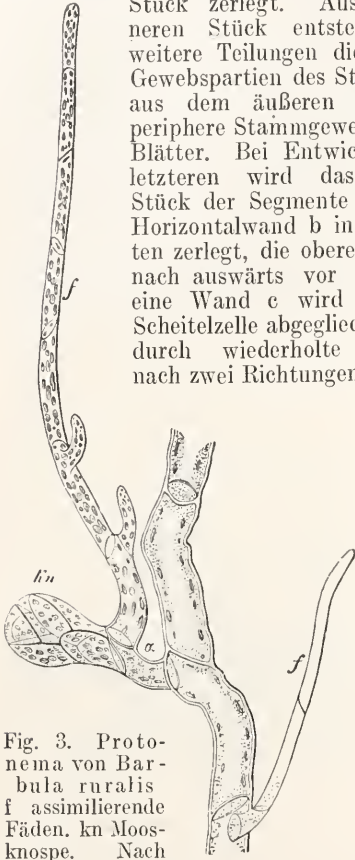 Stück zerlegt. Aus
neren Stück entste
weitere Teilungen di
Gewebspartien des St
aus dem äußeren
periphere Stammgewe
Blätter. Bei Entwic
letzteren wird das
Stück der Segmente
Horizontalwand b in
ten zerlegt, die obere
nach auswärts vor
eine Wand c wird
Scheitelzelle abgeglied
durch wiederholte
nach zwei Richtungen
f
kn
a
f
Fig. 3. Proto-
nema von Bar-
bula ruralis
f assimilierende
Fäden. kn Moos-
knospe. Nach